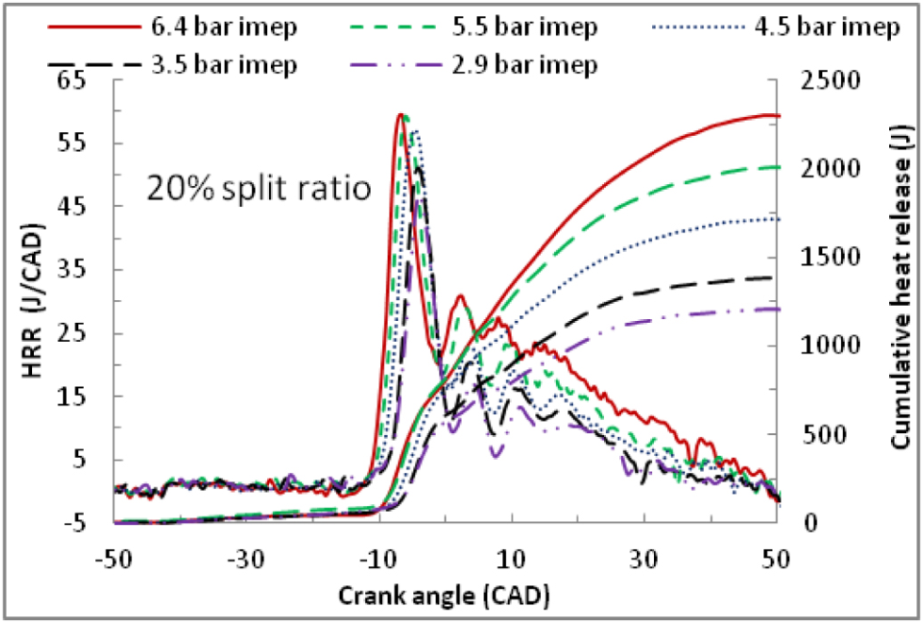 6.4 bar imep 5.5 bar imep 4.5 bar imep
3.5 bar imep 2.9 bar imep
65 2500
55 2000
45 1500
35 1000
25 500
15 0
5
-5
20% split ratio
HRR (J/CAD)
Cumulative heat release (J)
-50 -30 -10 10 30 50
Crank angle (CAD)